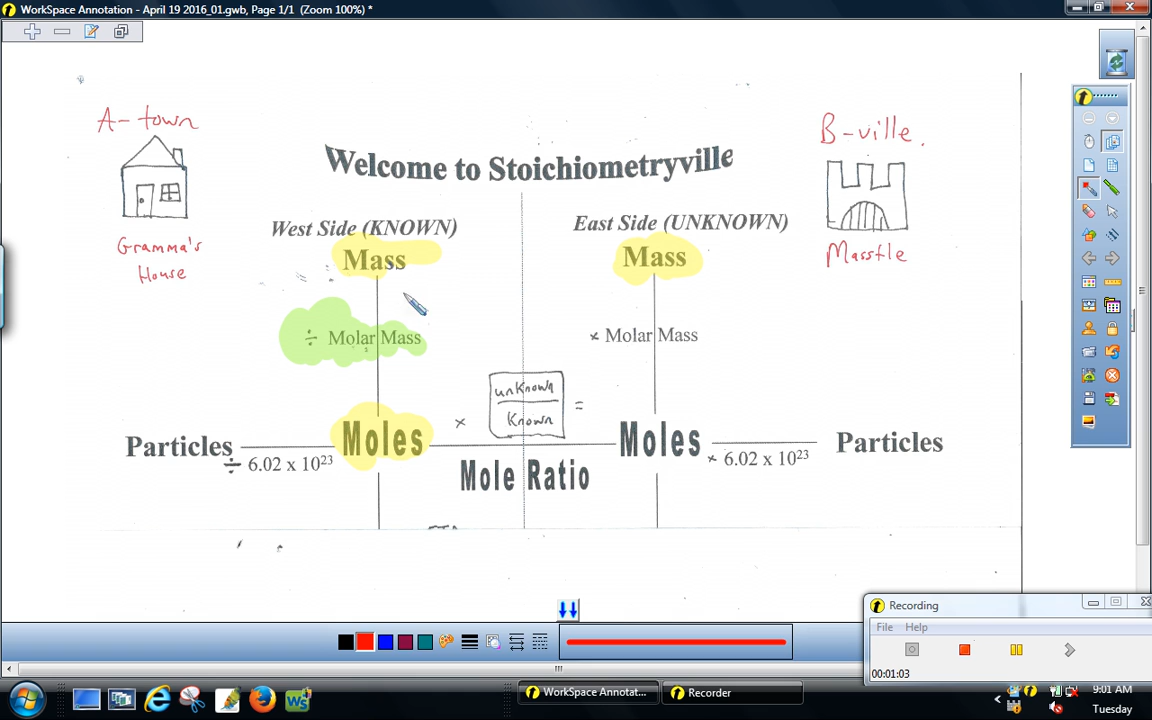 WorkSpace Annotation - April 19 2016_01.gwb, Page 1/1 (Zoom 100%) *
A-town
B-ville.
Welcome to Stoichiometryville
West Side (KNOWN)
East Side (UNKNOWN)
Gramma's
House
Masstle
Mass
Mass
÷ Molar Mass
× Molar Mass
unknown
Known
× =
Particles
Moles
Moles
Particles
÷ 6.02 x 10²³
× 6.02 x 10²³
Mole Ratio
Recording
File Help
00:01:03
WorkSpace Annotat...
Recorder
9:01 AM
Tuesday